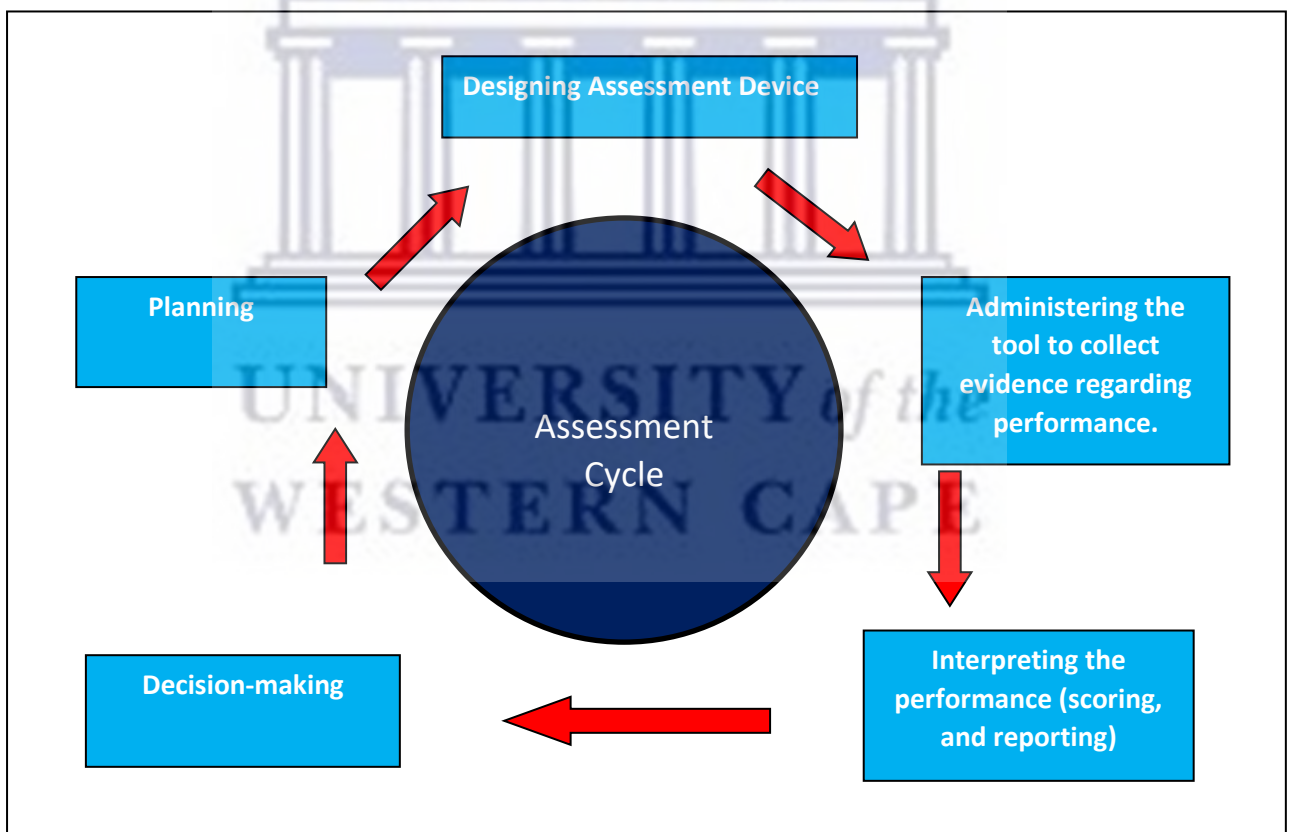 Designing Assessment Device
Planning
Administering the
tool to collect
evidence regarding
performance.
UNIVERSITY of the
WESTERN CAPE
Assessment
Cycle
Decision-making
Interpreting the
performance (scoring,
and reporting)